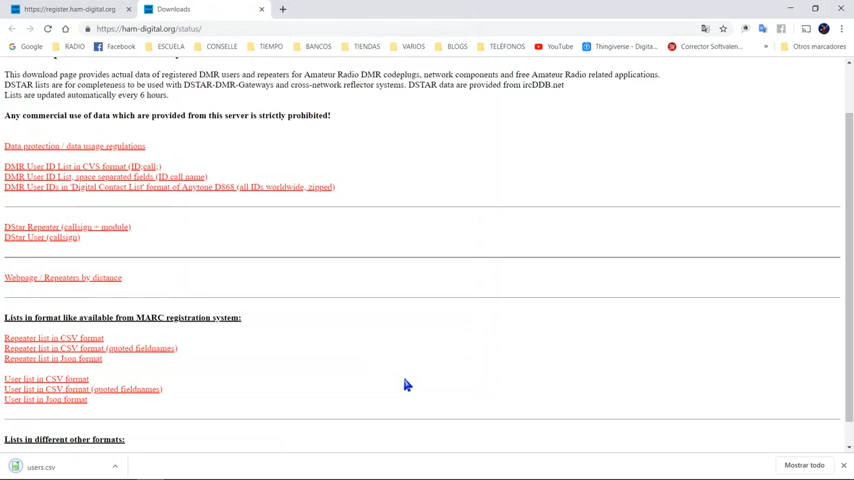 https://register.ham-digital.org
Downloads
https://ham-digital.org/status/
Google
RADIO
Facebook
ESCUELA
CONSELLE
TIEMPO
BANCOS
TIENDAS
VARIOS
BLOGS
TELÉFONOS
YouTube
Thingiverse - Digita...
Corrector Softvalen...
»
Otros marcadores
This download page provides actual data of registered DMR users and repeaters for Amateur Radio DMR codeplugs, network components and free Amateur Radio related applications.
DSTAR lists are for completeness to be used with DSTAR-DMR-Gateways and cross-network reflector systems. DSTAR data are provided from ircDDB.net
Lists are updated automatically every 6 hours.
Any commercial use of data which are provided from this server is strictly prohibited!
Data protection / data usage regulations
DMR User ID List in CVS format (ID;call;)
DMR User ID List, space separated fields (ID call name)
DMR User IDs in 'Digital Contact List' format of Anytone D868 (all IDs worldwide, zipped)
DStar Repeater (callsign + module)
DStar User (callsign)
Webpage / Repeaters by distance
Lists in format like available from MARC registration system:
Repeater list in CSV format
Repeater list in CSV format (quoted fieldnames)
Repeater list in Json format
User list in CSV format
User list in CSV format (quoted fieldnames)
User list in Json format
Lists in different other formats:
users.csv
Mostrar todo